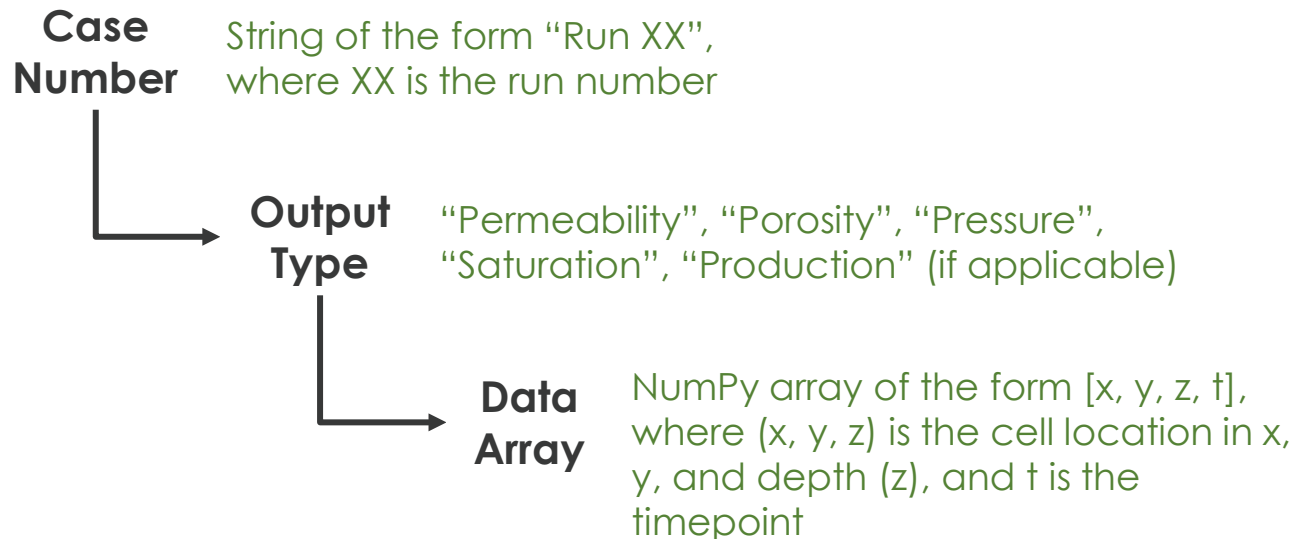 Case
Number
String of the form “Run XX”,
where XX is the run number
Output
Type
“Permeability”, “Porosity”, “Pressure”,
“Saturation”, “Production” (if applicable)
Data
Array
NumPy array of the form [x, y, z, t],
where (x, y, z) is the cell location in x,
y, and depth (z), and t is the
timepoint